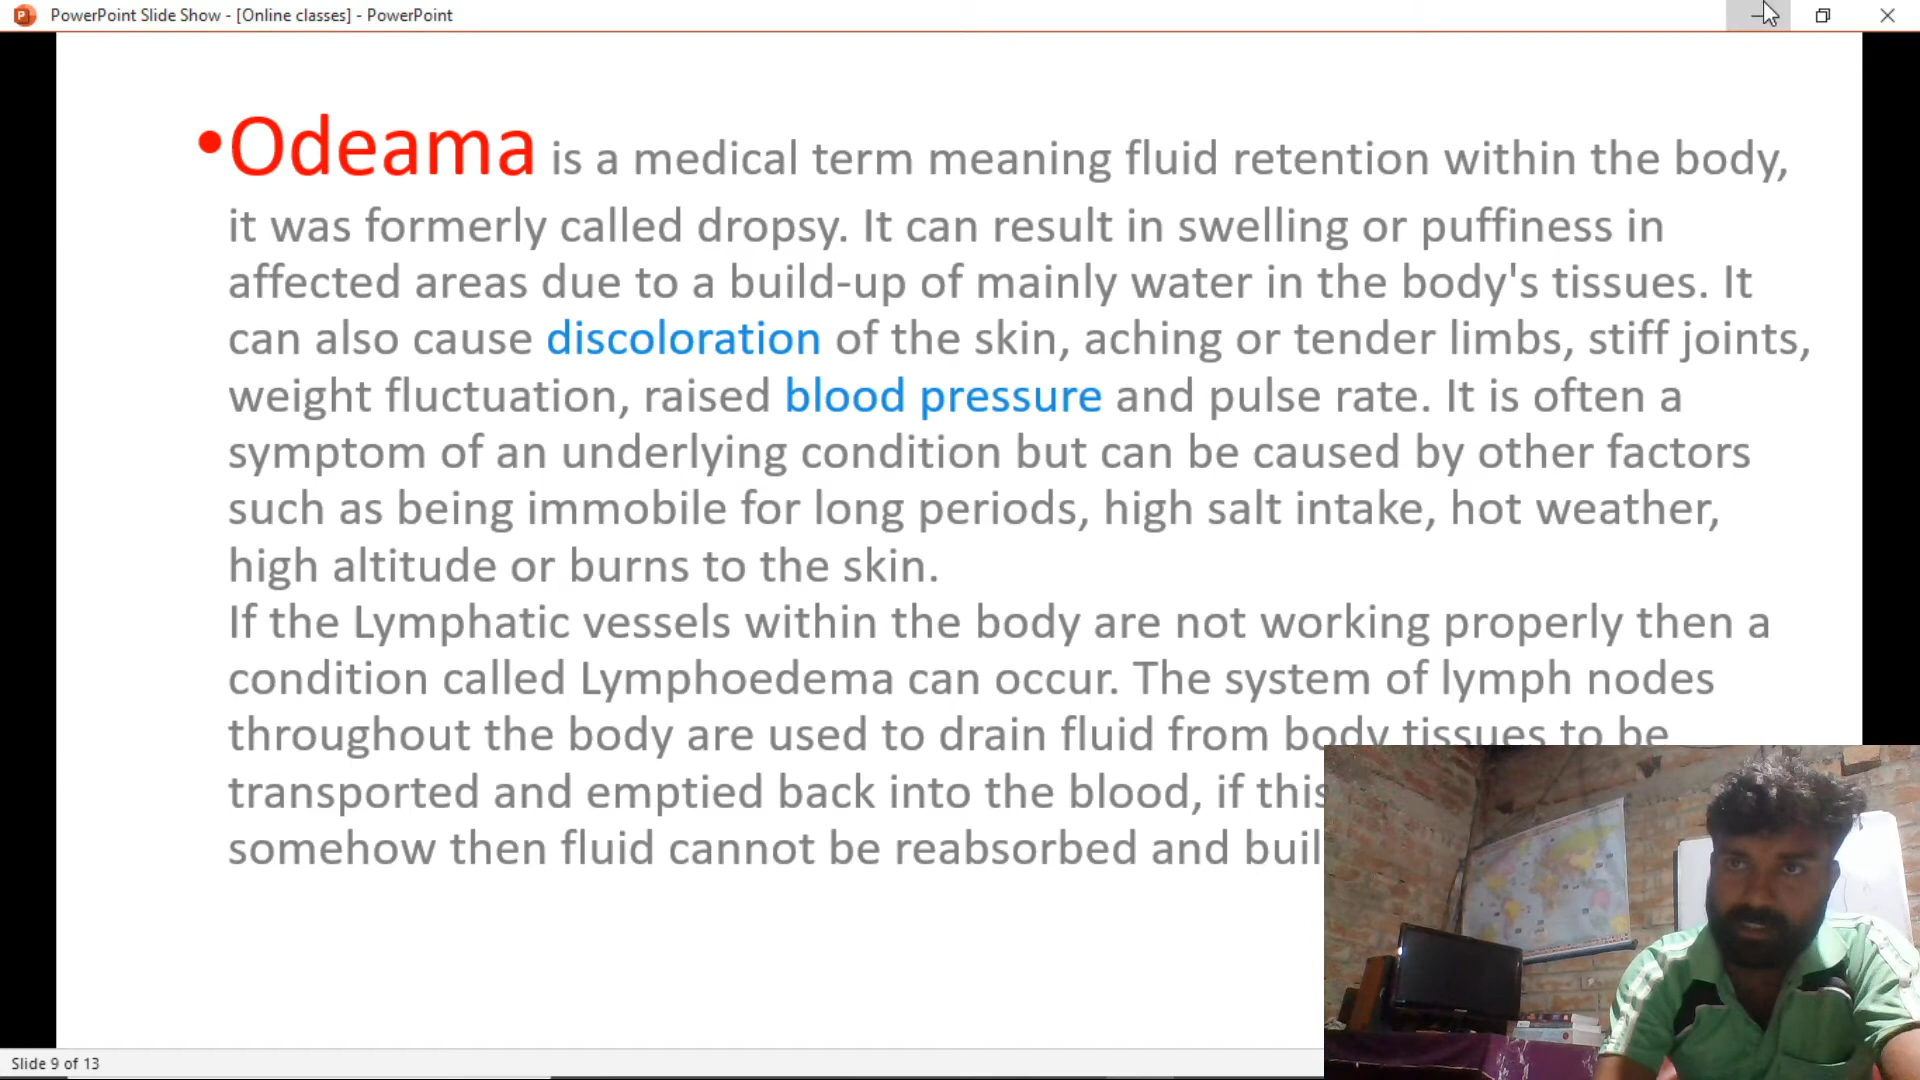 PowerPoint Slide Show - [Online classes] - PowerPoint
•Odeama is a medical term meaning fluid retention within the body,
it was formerly called dropsy. It can result in swelling or puffiness in
affected areas due to a build-up of mainly water in the body's tissues. It
can also cause discoloration of the skin, aching or tender limbs, stiff joints,
weight fluctuation, raised blood pressure and pulse rate. It is often a
symptom of an underlying condition but can be caused by other factors
such as being immobile for long periods, high salt intake, hot weather,
high altitude or burns to the skin.
If the Lymphatic vessels within the body are not working properly then a
condition called Lymphoedema can occur. The system of lymph nodes
throughout the body are used to drain fluid from body tissues to be
transported and emptied back into the blood, if this
somehow then fluid cannot be reabsorbed and buil
Slide 9 of 13